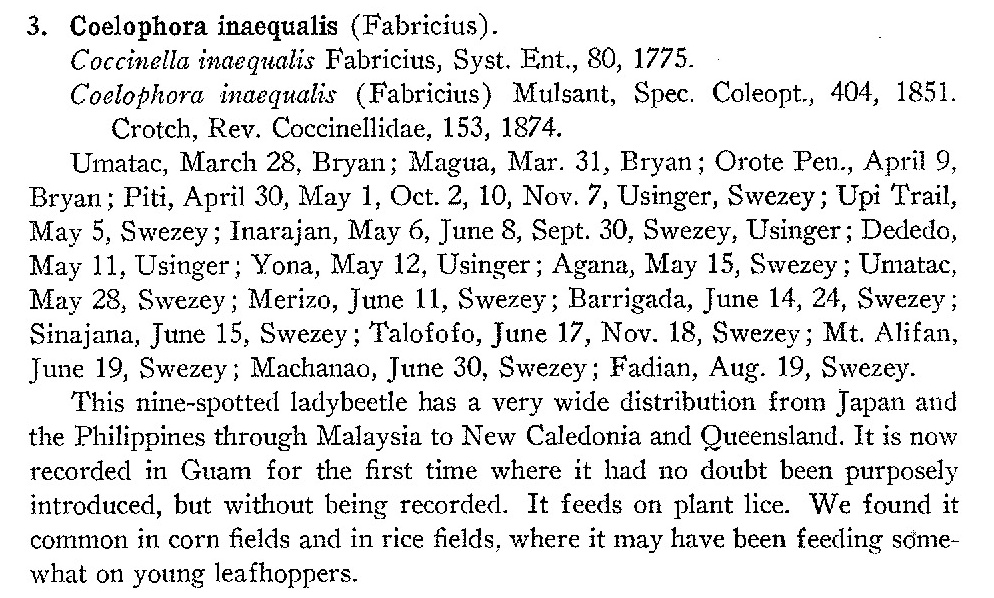 3. Coelophora inaequalis (Fabricius).
Coccinella inaequalis Fabricius, Syst. Ent., 80, 1775.
Coelophora inaequalis (Fabricius) Mulsant, Spec. Coleopt., 404, 1851.
Crotch, Rev. Coccinellidae, 153, 1874.
Umatac, March 28, Bryan; Magua, Mar. 31, Bryan; Orote Pen., April 9,
Bryan; Piti, April 30, May 1, Oct. 2, 10, Nov. 7, Usinger, Swezey; Upi Trail,
May 5, Swezey; Inarajan, May 6, June 8, Sept. 30, Swezey, Usinger; Dededo,
May 11, Usinger; Yona, May 12, Usinger; Agana, May 15, Swezey; Umatac,
May 28, Swezey; Merizo, June 11, Swezey; Barrigada, June 14, 24, Swezey;
Sinajana, June 15, Swezey; Talofofo, June 17, Nov. 18, Swezey; Mt. Alifan,
June 19, Swezey; Machanao, June 30, Swezey; Fadian, Aug. 19, Swezey.
This nine-spotted ladybeetle has a very wide distribution from Japan and
the Philippines through Malaysia to New Caledonia and Queensland. It is now
recorded in Guam for the first time where it had no doubt been purposely
introduced, but without being recorded. It feeds on plant lice. We found it
common in corn fields and in rice fields, where it may have been feeding some-
what on young leafhoppers.